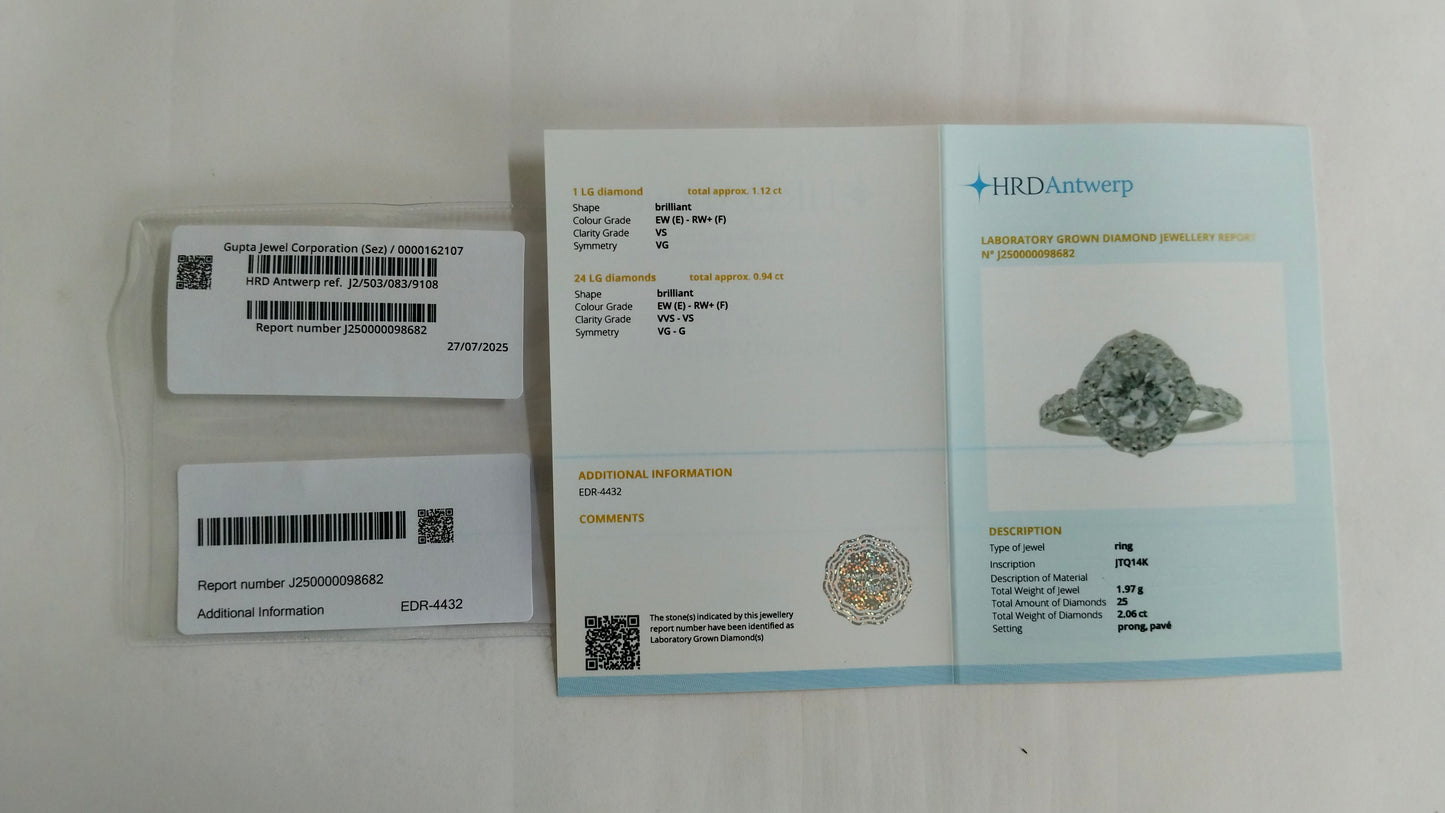 Gupta Jewel Corporation (Sez) / 0000162107
HRD Antwerp ref. J2/503/083/9108
Report number J250000098682
27/07/2025
Report number J250000098682
Additional Information EDR-4432
1 LG diamond total approx. 1.12 ct
Shape brilliant
Colour Grade EW (E) - RW+ (F)
Clarity Grade VS
Symmetry VG
24 LG diamonds total approx. 0.94 ct
Shape brilliant
Colour Grade EW (E) - RW+ (F)
Clarity Grade VVS - VS
Symmetry VG - G
ADDITIONAL INFORMATION
EDR-4432
COMMENTS
The stone(s) indicated by this jewellery
report number have been identified as
Laboratory Grown Diamond(s)
HRDAntwerp
LABORATORY GROWN DIAMOND JEWELLERY REPORT
N° J250000098682
DESCRIPTION
Type of Jewel ring
Inscription JTQ14K
Description of Material
Total Weight of Jewel 1.97 g
Total Amount of Diamonds 25
Total Weight of Diamonds 2.06 ct
Setting prong, pavé